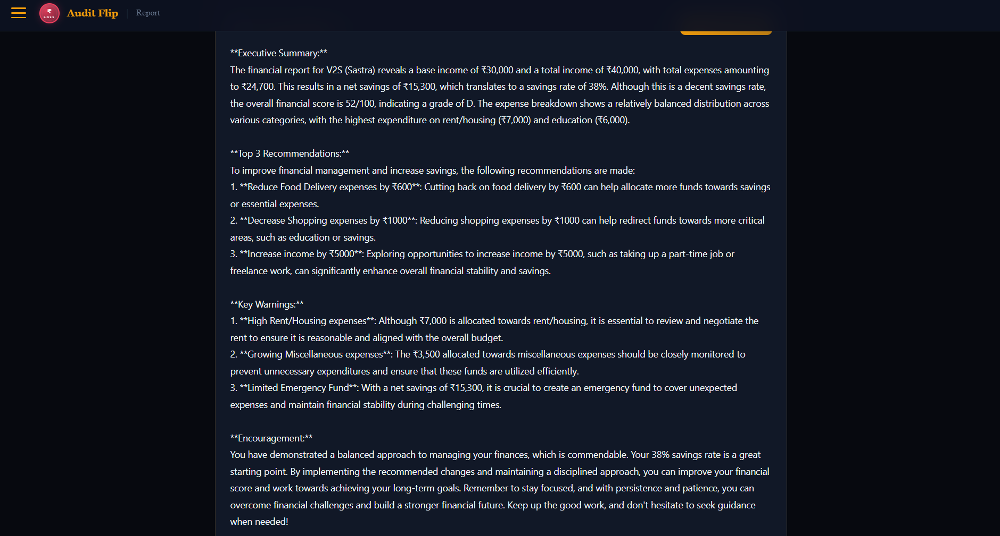 ₹
LOSS
Audit Flip
Report
**Executive Summary:**
The financial report for V2S (Sastra) reveals a base income of ₹30,000 and a total income of ₹40,000, with total expenses amounting
to ₹24,700. This results in a net savings of ₹15,300, which translates to a savings rate of 38%. Although this is a decent savings rate,
the overall financial score is 52/100, indicating a grade of D. The expense breakdown shows a relatively balanced distribution across
various categories, with the highest expenditure on rent/housing (₹7,000) and education (₹6,000).
**Top 3 Recommendations:**
To improve financial management and increase savings, the following recommendations are made:
1. **Reduce Food Delivery expenses by ₹600**: Cutting back on food delivery by ₹600 can help allocate more funds towards savings
or essential expenses.
2. **Decrease Shopping expenses by ₹1000**: Reducing shopping expenses by ₹1000 can help redirect funds towards more critical
areas, such as education or savings.
3. **Increase income by ₹5000**: Exploring opportunities to increase income by ₹5000, such as taking up a part-time job or
freelance work, can significantly enhance overall financial stability and savings.
**Key Warnings:**
1. **High Rent/Housing expenses**: Although ₹7,000 is allocated towards rent/housing, it is essential to review and negotiate the
rent to ensure it is reasonable and aligned with the overall budget.
2. **Growing Miscellaneous expenses**: The ₹3,500 allocated towards miscellaneous expenses should be closely monitored to
prevent unnecessary expenditures and ensure that these funds are utilized efficiently.
3. **Limited Emergency Fund**: With a net savings of ₹15,300, it is crucial to create an emergency fund to cover unexpected
expenses and maintain financial stability during challenging times.
**Encouragement:**
You have demonstrated a balanced approach to managing your finances, which is commendable. Your 38% savings rate is a great
starting point. By implementing the recommended changes and maintaining a disciplined approach, you can improve your financial
score and work towards achieving your long-term goals. Remember to stay focused, and with persistence and patience, you can
overcome financial challenges and build a stronger financial future. Keep up the good work, and don't hesitate to seek guidance
when needed!